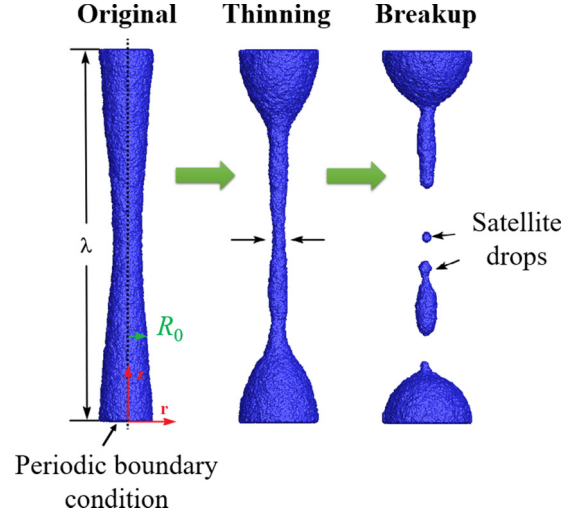 Original Thinning Breakup
λ
R₀
z
r
Satellite
drops
Periodic boundary
condition